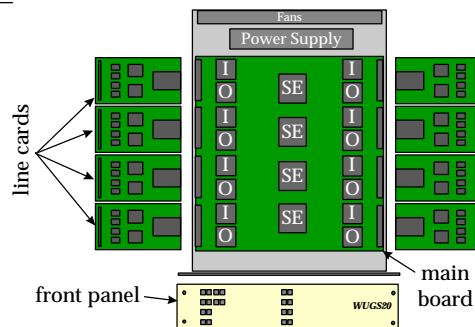 Fans
Power Supply
I
I
O
SE
O
I
I
O
SE
O
I
I
O
SE
O
I
I
O
SE
O
line cards
main
board
front panel
WUGS20